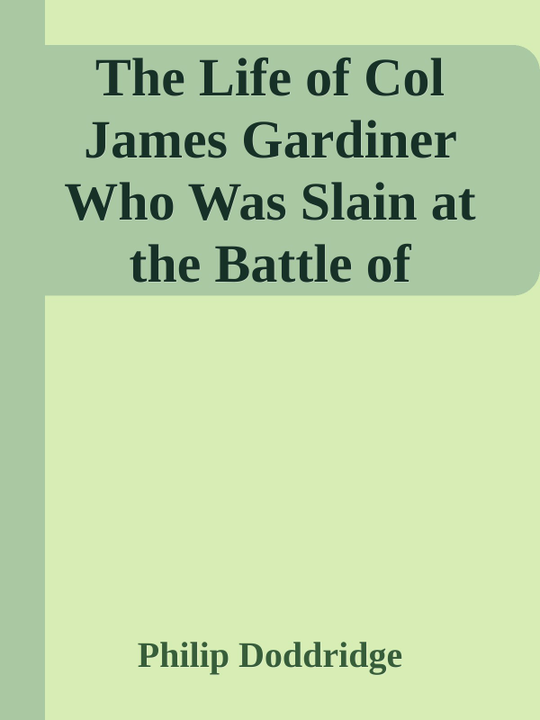 The Life of Col
James Gardiner
Who Was Slain at
the Battle of
Philip Doddridge